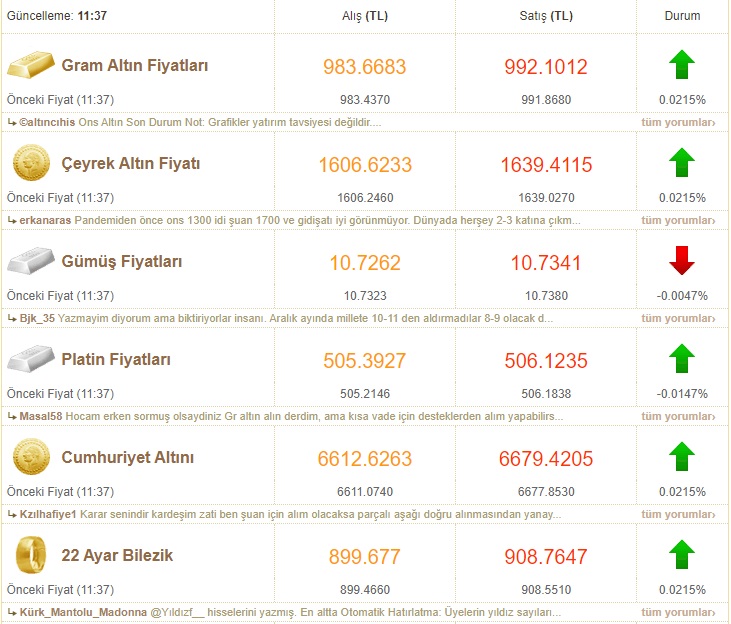 Güncelleme: 11:37 Alış (TL) Satış (TL) Durum
Gram Altın Fiyatları 983.6683 992.1012
Önceki Fiyat (11:37) 983.4370 991.8680 0.0215%
©altıncıhis Ons Altın Son Durum Not: Grafikler yatırım tavsiyesi değildir.... tüm yorumlar›
Çeyrek Altın Fiyatı 1606.6233 1639.4115
Önceki Fiyat (11:37) 1606.2460 1639.0270 0.0215%
erkanaras Pandemiden önce ons 1300 idi şuan 1700 ve gidişatı iyi görünmüyor. Dünyada herşey 2-3 katına çıkm... tüm yorumlar›
Gümüş Fiyatları 10.7262 10.7341
Önceki Fiyat (11:37) 10.7323 10.7380 -0.0047%
Bjk_35 Yazmayim diyorum ama biktiriyorlar insanı. Aralık ayında millete 10-11 den aldırmadılar 8-9 olacak d... tüm yorumlar›
Platin Fiyatları 505.3927 506.1235
Önceki Fiyat (11:37) 505.2146 506.1838 -0.0147%
Masal58 Hocam erken sormuş olsaydiniz Gr altın alın derdim, ama kısa vade için desteklerden alım yapabilirs... tüm yorumlar›
Cumhuriyet Altını 6612.6263 6679.4205
Önceki Fiyat (11:37) 6611.0740 6677.8530 0.0215%
Kzılhafiye1 Karar senindir kardeşim zati ben şuan için alım olacaksa parçalı aşağı doğru alınmasından yanay... tüm yorumlar›
22 Ayar Bilezik 899.677 908.7647
Önceki Fiyat (11:37) 899.4660 908.5510 0.0215%
Kürk_Mantolu_Madonna @Yıldızf__ hisselerini yazmış. En altta Otomatik Hatırlatma: Üyelerin yıldız sayıları... tüm yorumlar›